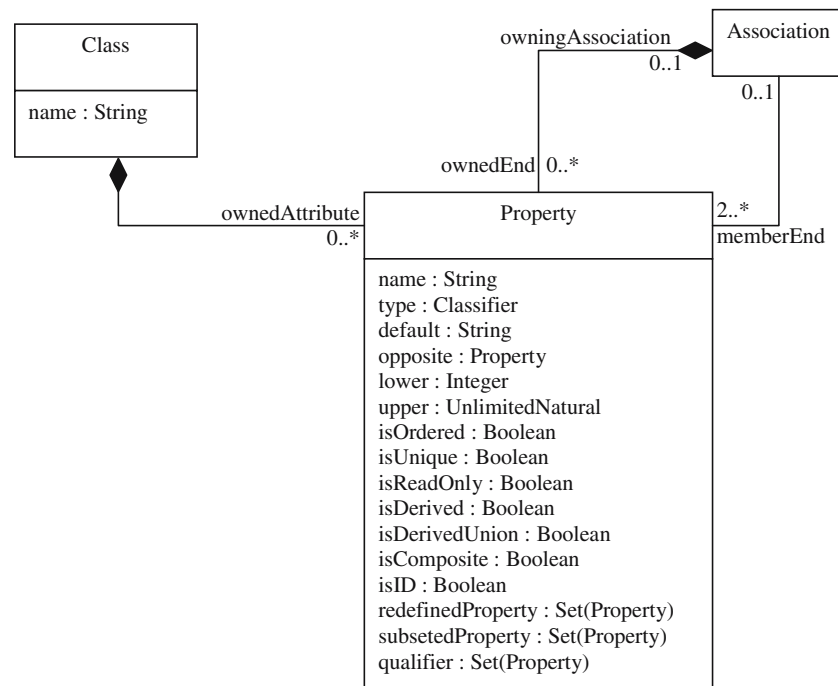 Class
name : String
owningAssociation
0..1
Association
0..1
ownedEnd
0..*
ownedAttribute
0..*
2..*
memberEnd
Property
name : String
type : Classifier
default : String
opposite : Property
lower : Integer
upper : UnlimitedNatural
isOrdered : Boolean
isUnique : Boolean
isReadOnly : Boolean
isDerived : Boolean
isDerivedUnion : Boolean
isComposite : Boolean
isID : Boolean
redefinedProperty : Set(Property)
subsetedProperty : Set(Property)
qualifier : Set(Property)